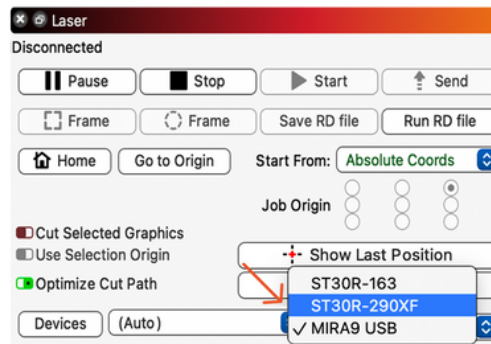 Laser
Disconnected
Pause Stop Start Send
Frame Frame Save RD file Run RD file
Home Go to Origin Start From: Absolute Coords
Job Origin
Cut Selected Graphics
Use Selection Origin Show Last Position
Optimize Cut Path
ST30R-163
ST30R-290XF
Devices (Auto) ✓ MIRA9 USB